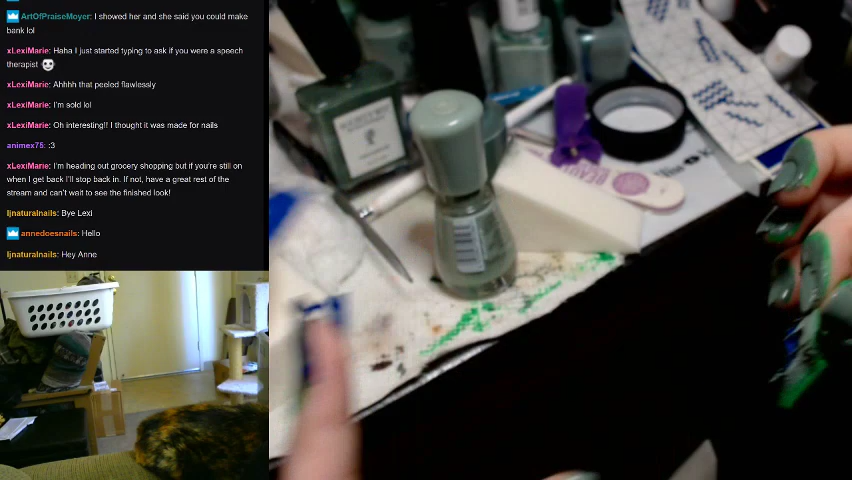 ArtOfPraiseMoyer: I showed her and she said you could make
bank lol
xLexiMarie: Haha I just started typing to ask if you were a speech
therapist
xLexiMarie: Ahhhh that peeled flawlessly
xLexiMarie: I'm sold lol
xLexiMarie: Oh interesting!! I thought it was made for nails
animex75: :3
xLexiMarie: I'm heading out grocery shopping but if you're still on
when I get back I'll stop back in. If not, have a great rest of the
stream and can't wait to see the finished look!
ljnaturalnails: Bye Lexi
annedoesnails: Hello
ljnaturalnails: Hey Anne